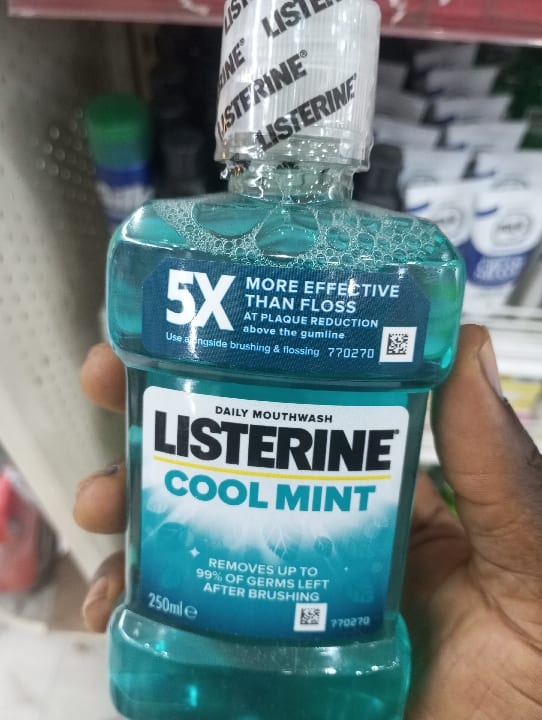 LISTERINE
LISTERINE®
LISTERINE
5X
MORE EFFECTIVE
THAN FLOSS
AT PLAQUE REDUCTION
above the gumline
Use alongside brushing & flossing 770270
DAILY MOUTHWASH
LISTERINE®
COOL MINT
REMOVES UP TO
99% OF GERMS LEFT
AFTER BRUSHING
250ml e
770270